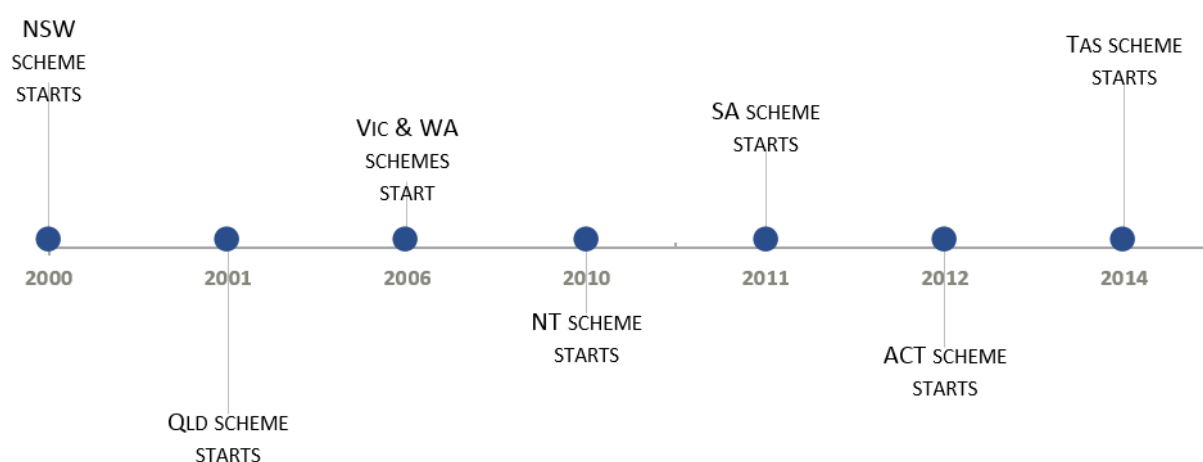 NSW
SCHEME
STARTS
TAS SCHEME
STARTS
SA SCHEME
STARTS
VIC & WA
SCHEMES
START
2000
2001
2006
2010
2011
2012
2014
NT SCHEME
STARTS
ACT SCHEME
STARTS
QLD SCHEME
STARTS